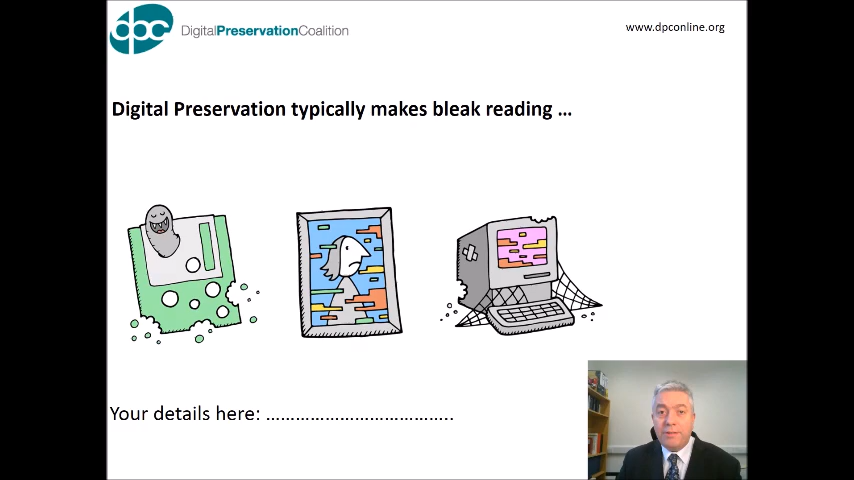 dpc DigitalPreservationCoalition
www.dpconline.org
Digital Preservation typically makes bleak reading ...
Your details here: ......................................